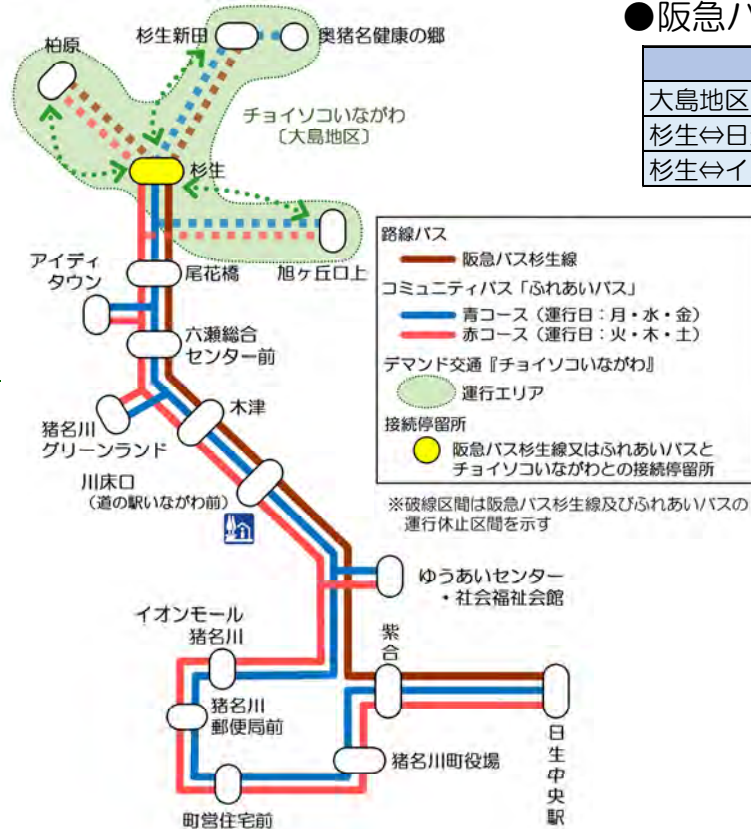 ●阪急バ
大島地区
杉生⇔日
杉生⇔イ
柏原
杉生新田
奥猪名健康の郷
チョイソコいながわ
〔大島地区〕
杉生
アイディ
タウン
尾花橋
旭ヶ丘口上
六瀬総合
センター前
猪名川
グリーンランド
木津
川床口
(道の駅いながわ前)
路線バス
阪急バス杉生線
コミュニティバス「ふれあいバス」
青コース(運行日:月・水・金)
赤コース(運行日:火・木・土)
デマンド交通『チョイソコいながわ』
運行エリア
接続停留所
阪急バス杉生線又はふれあいバスと
チョイソコいながわとの接続停留所
※破線区間は阪急バス杉生線及びふれあいバスの
運行休止区間を示す
ゆうあいセンター
・社会福祉会館
イオンモール
猪名川
紫合
猪名川
郵便局前
猪名川町役場
町営住宅前
日生中央駅